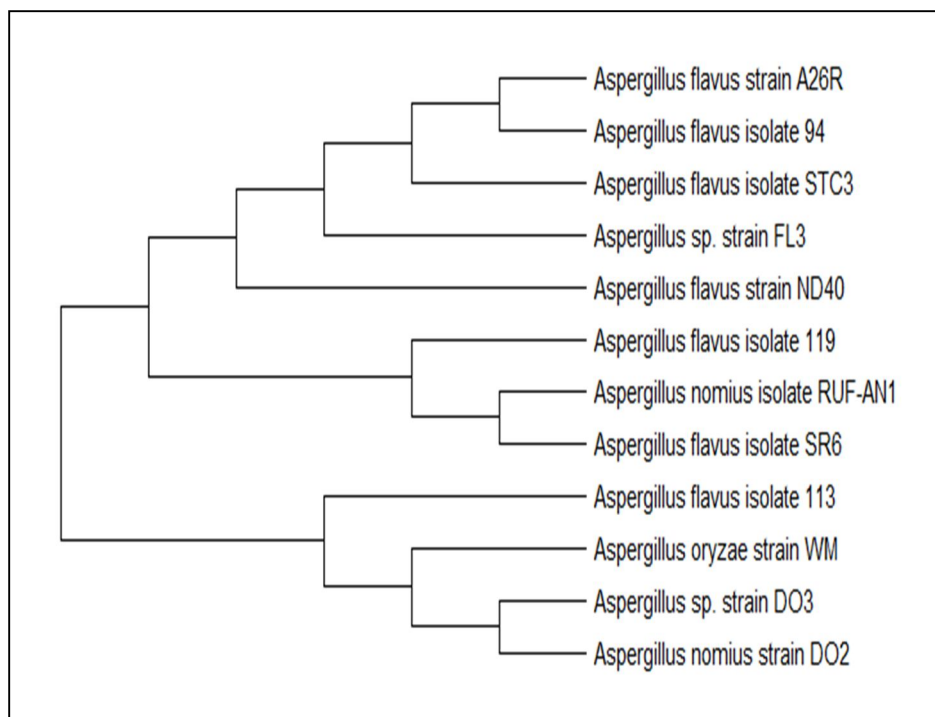 Aspergillus flavus strain A26R
Aspergillus flavus isolate 94
Aspergillus flavus isolate STC3
Aspergillus sp. strain FL3
Aspergillus flavus strain ND40
Aspergillus flavus isolate 119
Aspergillus nomius isolate RUF-AN1
Aspergillus flavus isolate SR6
Aspergillus flavus isolate 113
Aspergillus oryzae strain WM
Aspergillus sp. strain DO3
Aspergillus nomius strain DO2